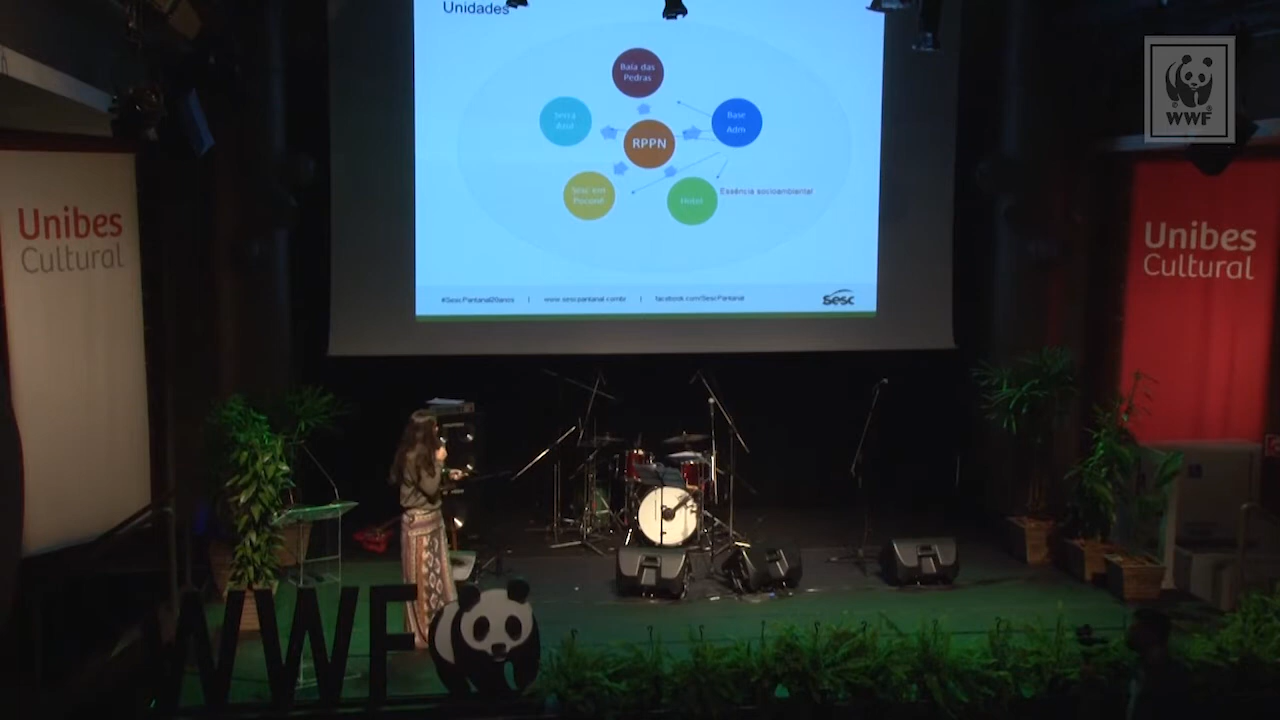 Unidades
Baía das
Pedras
Serra
Azul
Base
Adm
RPPN
Sesc em
Poconé
Hotel
Essência socioambiental
#SescPantanal20anos | www.sescpantanal.com.br | facebook.com/SescPantanal
Sesc
WWF
Unibes
Cultural
Unibes
Cultural
WWF